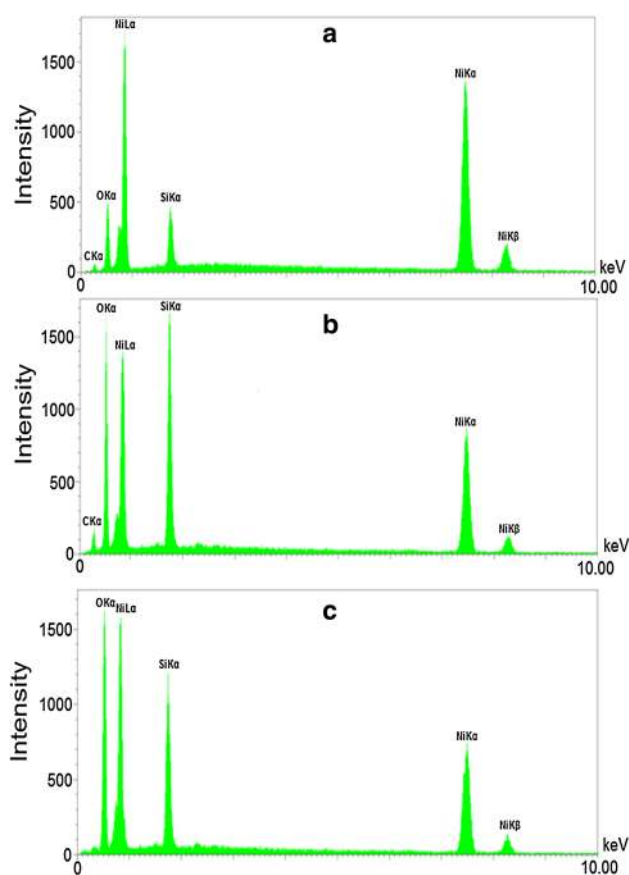 NiLα
a
1500
NiKα
1000
Intensity
500
OKα
SiKα
NiKβ
CKα
0
keV
0
10.00
OKα
SiKα
b
1500
NiLα
1000
Intensity
NiKα
500
CKα
NiKβ
0
keV
0
10.00
OKα NiLα
c
1500
SiKα
1000
Intensity
NiKα
500
NiKβ
0
keV
0
10.00